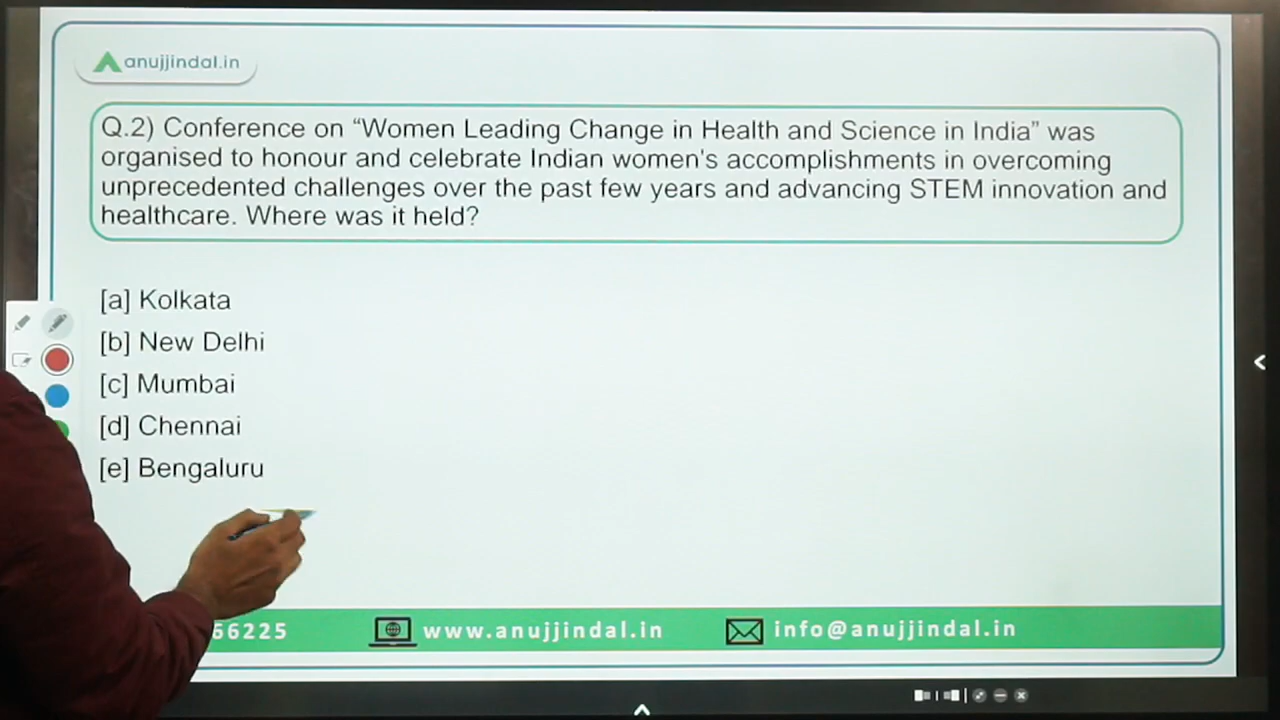 anujjindal.in
Q.2) Conference on “Women Leading Change in Health and Science in India” was
organised to honour and celebrate Indian women's accomplishments in overcoming
unprecedented challenges over the past few years and advancing STEM innovation and
healthcare. Where was it held?
[a] Kolkata
[b] New Delhi
[c] Mumbai
[d] Chennai
[e] Bengaluru
66225 www.anujjindal.in info@anujjindal.in